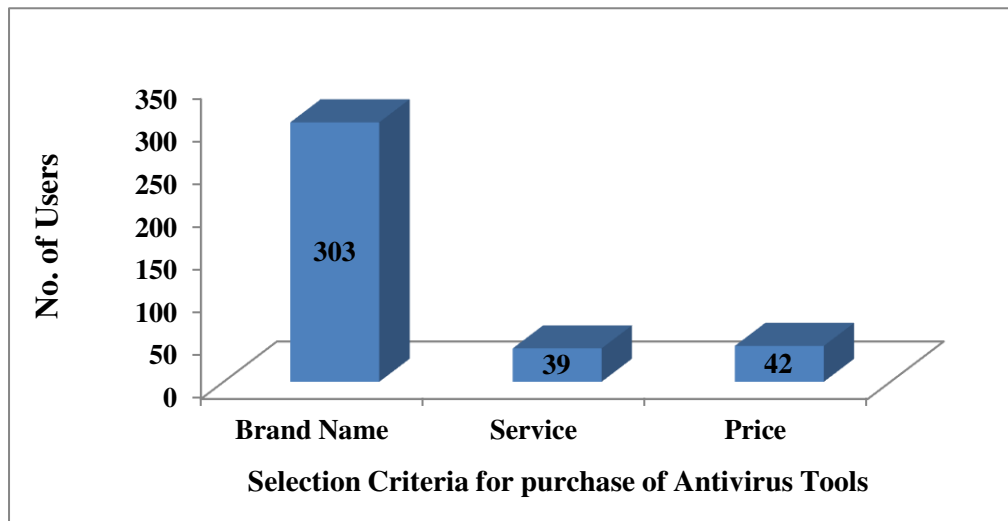 No. of Users
350
300
250
200
150
100
50
0
303
39
42
Brand Name
Service
Price
Selection Criteria for purchase of Antivirus Tools